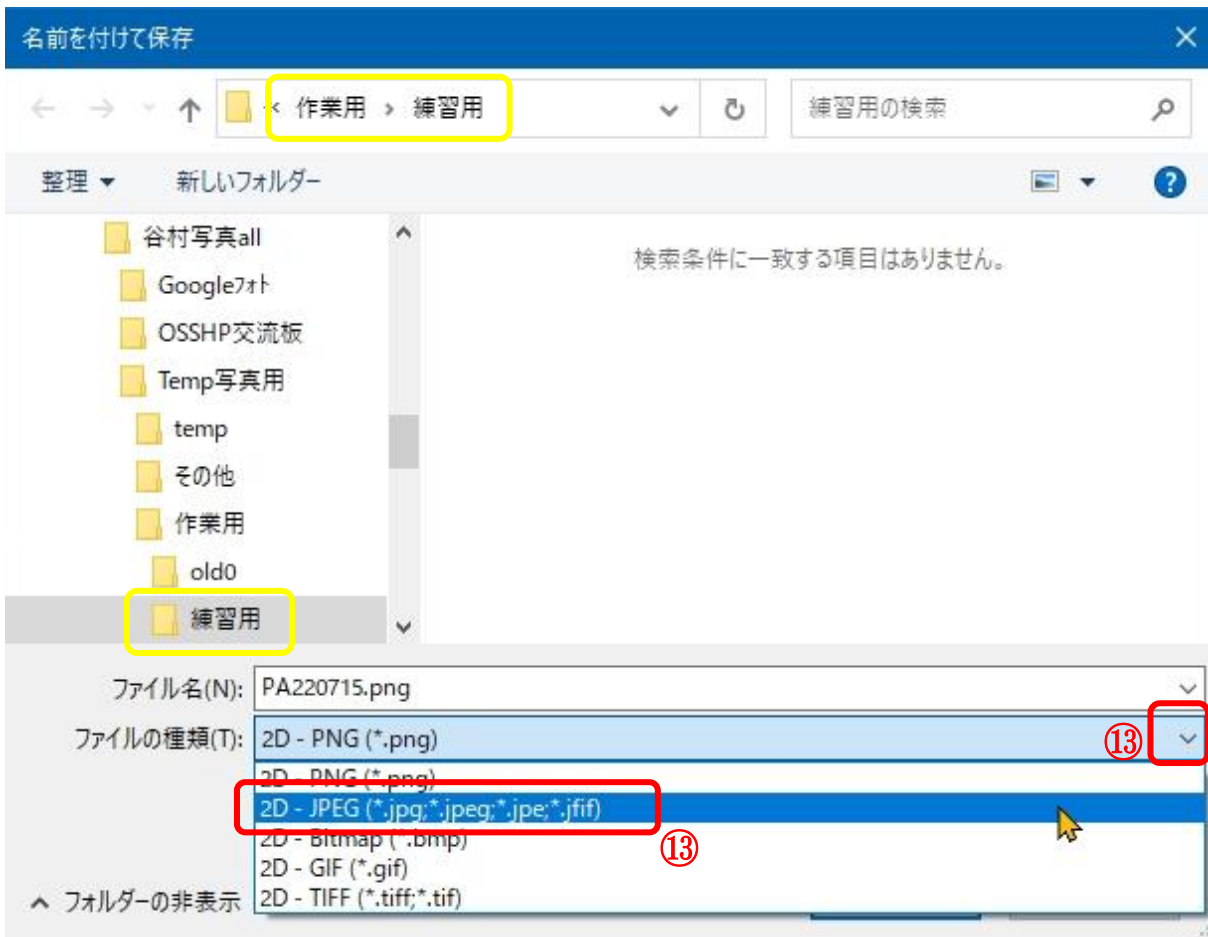 名前を付けて保存
« 作業用 › 練習用
練習用の検索
整理
新しいフォルダー
谷村写真all
Googleフォト
OSSHP交流板
Temp写真用
temp
その他
作業用
old0
練習用
検索条件に一致する項目はありません。
ファイル名(N): PA220715.png
ファイルの種類(T): 2D - PNG (*.png)
⑬
2D - PNG (*.png)
2D - JPEG (*.jpg;*.jpeg;*.jpe;*.jfif)
⑬
2D - Bitmap (*.bmp)
2D - GIF (*.gif)
2D - TIFF (*.tiff;*.tif)
フォルダーの非表示